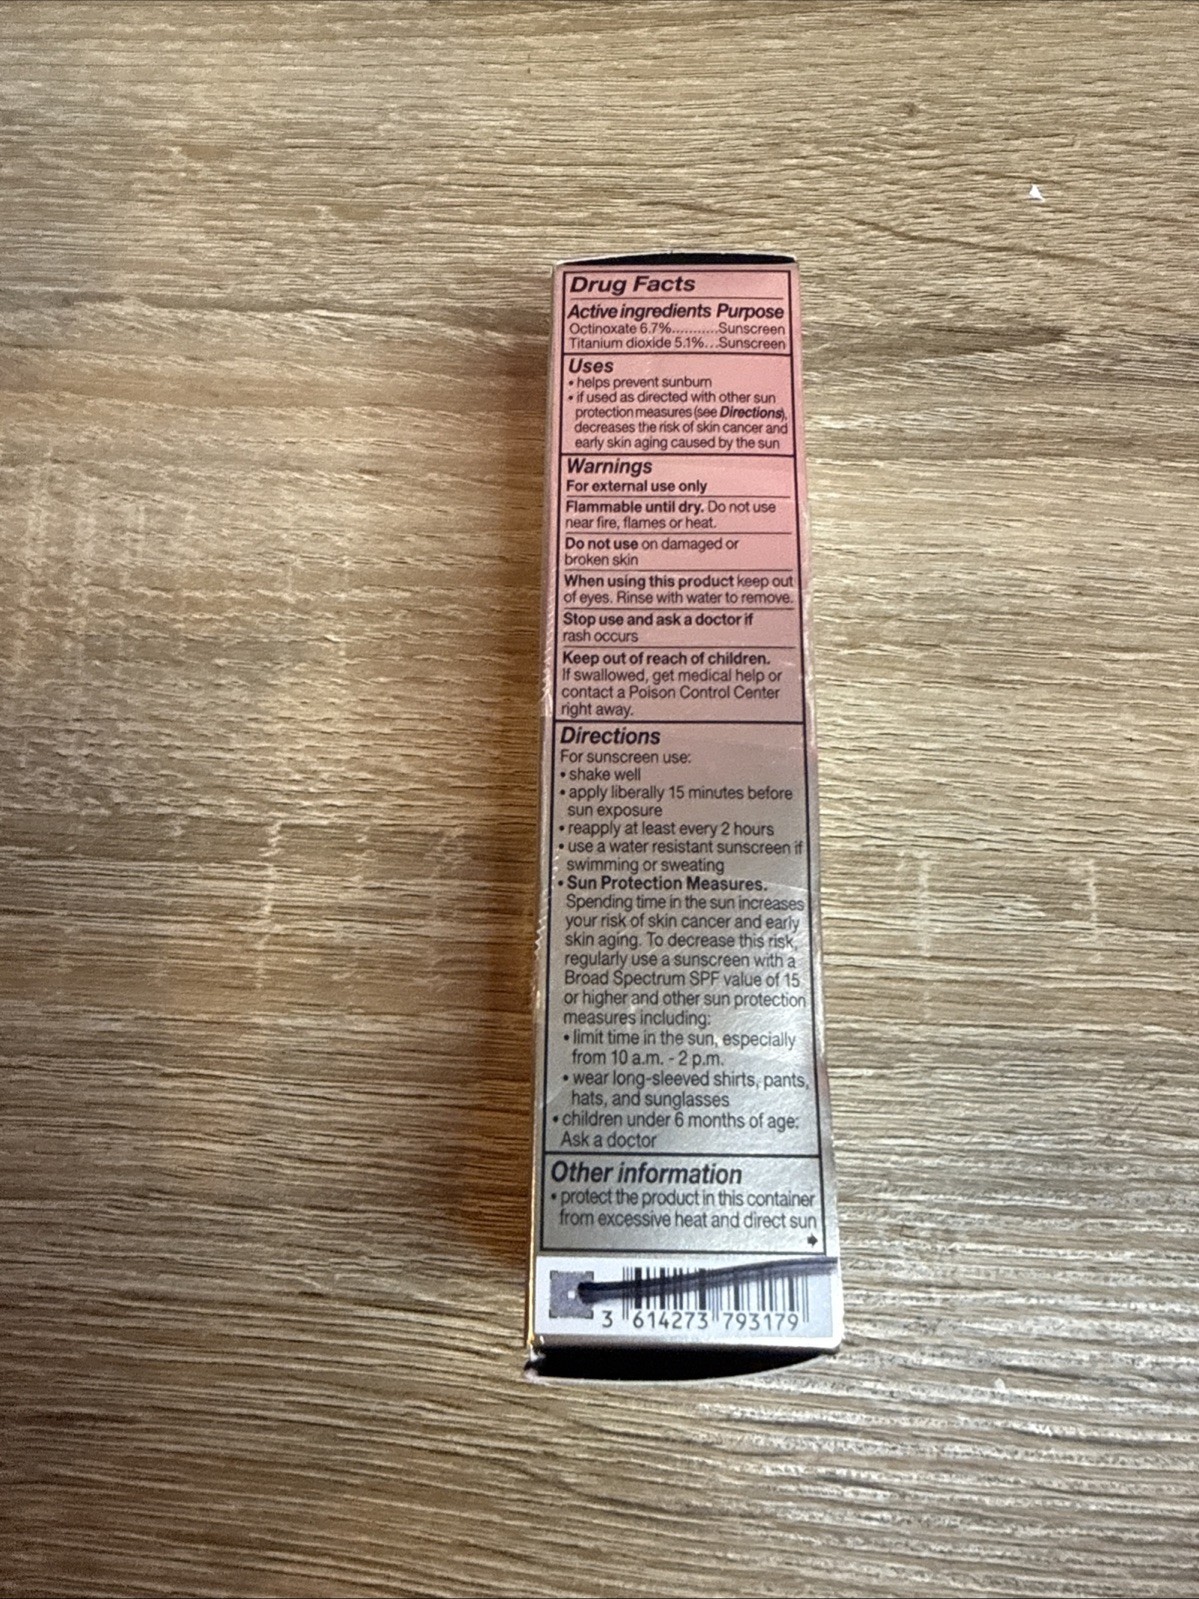 Drug Facts
Active ingredients Purpose
Octinoxate 6.7%...........Sunscreen
Titanium dioxide 5.1%...Sunscreen
Uses
• helps prevent sunburn
• if used as directed with other sun
protection measures (see Directions),
decreases the risk of skin cancer and
early skin aging caused by the sun
Warnings
For external use only
Flammable until dry. Do not use
near fire, flames or heat.
Do not use on damaged or
broken skin
When using this product keep out
of eyes. Rinse with water to remove.
Stop use and ask a doctor if
rash occurs
Keep out of reach of children.
If swallowed, get medical help or
contact a Poison Control Center
right away.
Directions
For sunscreen use:
• shake well
• apply liberally 15 minutes before
sun exposure
• reapply at least every 2 hours
• use a water resistant sunscreen if
swimming or sweating
• Sun Protection Measures.
Spending time in the sun increases
your risk of skin cancer and early
skin aging. To decrease this risk,
regularly use a sunscreen with a
Broad Spectrum SPF value of 15
or higher and other sun protection
measures including:
• limit time in the sun, especially
from 10 a.m. - 2 p.m.
• wear long-sleeved shirts, pants,
hats, and sunglasses
• children under 6 months of age:
Ask a doctor
Other information
• protect the product in this container
from excessive heat and direct sun
3 614273 793179